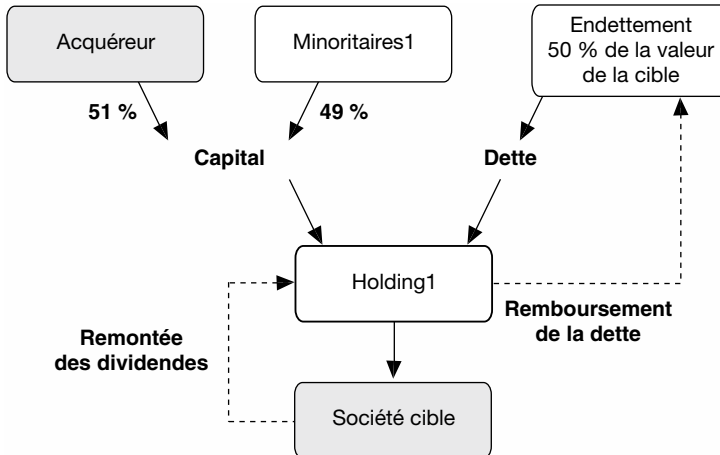 Acquéreur
Minoritaires1
Endettement
50 % de la valeur
de la cible
51 %
49 %
Capital
Dette
Holding1
Remboursement
de la dette
Remontée
des dividendes
Société cible